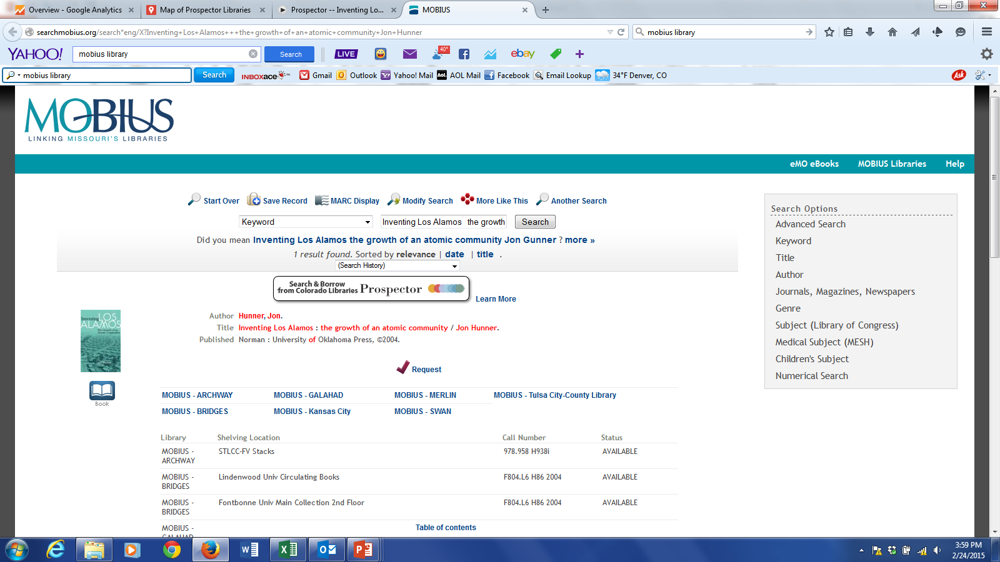 Overview - Google Analytics
Map of Prospector Libraries
Prospector -- Inventing Lo...
MOBIUS
searchmobius.org/search*eng/X?Inventing+Los+Alamos+++the+growth+of+an+atomic+community+Jon+Hunner
mobius library
YAHOO!
mobius library
Search
LIVE
40°
ebay
mobius library
Search
INBOXace
Gmail
Outlook
Yahoo! Mail
Aol.
AOL Mail
Facebook
Email Lookup
34°F Denver, CO
Ask
MOBIUS
LINKING MISSOURI'S LIBRARIES
eMO eBooks
MOBIUS Libraries
Help
Start Over
Save Record
MARC Display
Modify Search
More Like This
Another Search
Keyword
Inventing Los Alamos   the growth
Search
Did you mean Inventing Los Alamos the growth of an atomic community Jon Gunner ? more »
1 result found. Sorted by relevance | date | title .
(Search History)
Search & Borrow
from Colorado Libraries Prospector
Learn More
Inventing LOS
ALAMOS
The Growth of an
Atomic Community
Book
Author Hunner, Jon.
Title Inventing Los Alamos : the growth of an atomic community / Jon Hunner.
Published Norman : University of Oklahoma Press, ©2004.
Request
MOBIUS - ARCHWAY
MOBIUS - GALAHAD
MOBIUS - MERLIN
MOBIUS - Tulsa City-County Library
MOBIUS - BRIDGES
MOBIUS - Kansas City
MOBIUS - SWAN
Library Shelving Location Call Number Status
MOBIUS - STLCC-FV Stacks 978.958 H938i AVAILABLE
ARCHWAY
MOBIUS - Lindenwood Univ Circulating Books F804.L6 H86 2004 AVAILABLE
BRIDGES
MOBIUS - Fontbonne Univ Main Collection 2nd Floor F804.L6 H86 2004 AVAILABLE
BRIDGES
MOBIUS -
GALAHAD
Table of contents
Search Options
Advanced Search
Keyword
Title
Author
Journals, Magazines, Newspapers
Genre
Subject (Library of Congress)
Medical Subject (MESH)
Children's Subject
Numerical Search
3:59 PM
2/24/2015